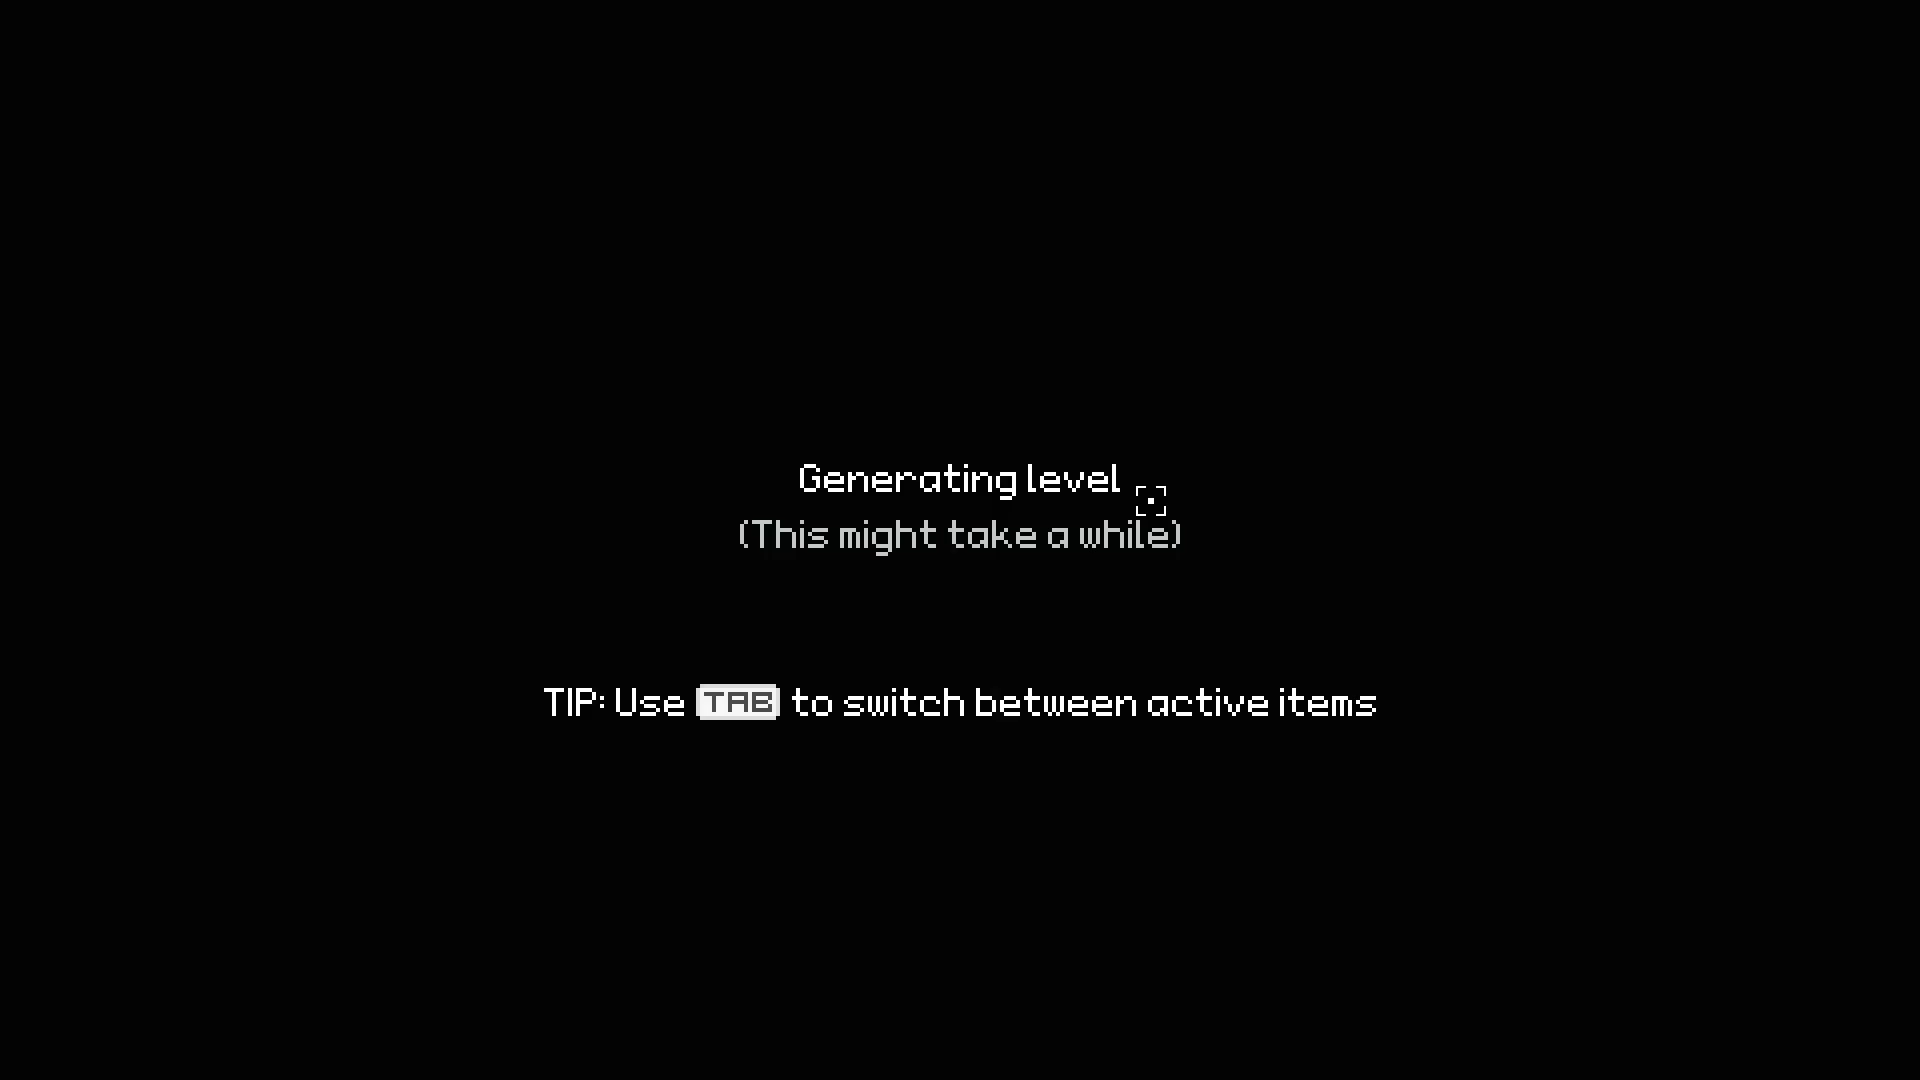 Generating level
(This might take a while)
TIP: Use TAB to switch between active items